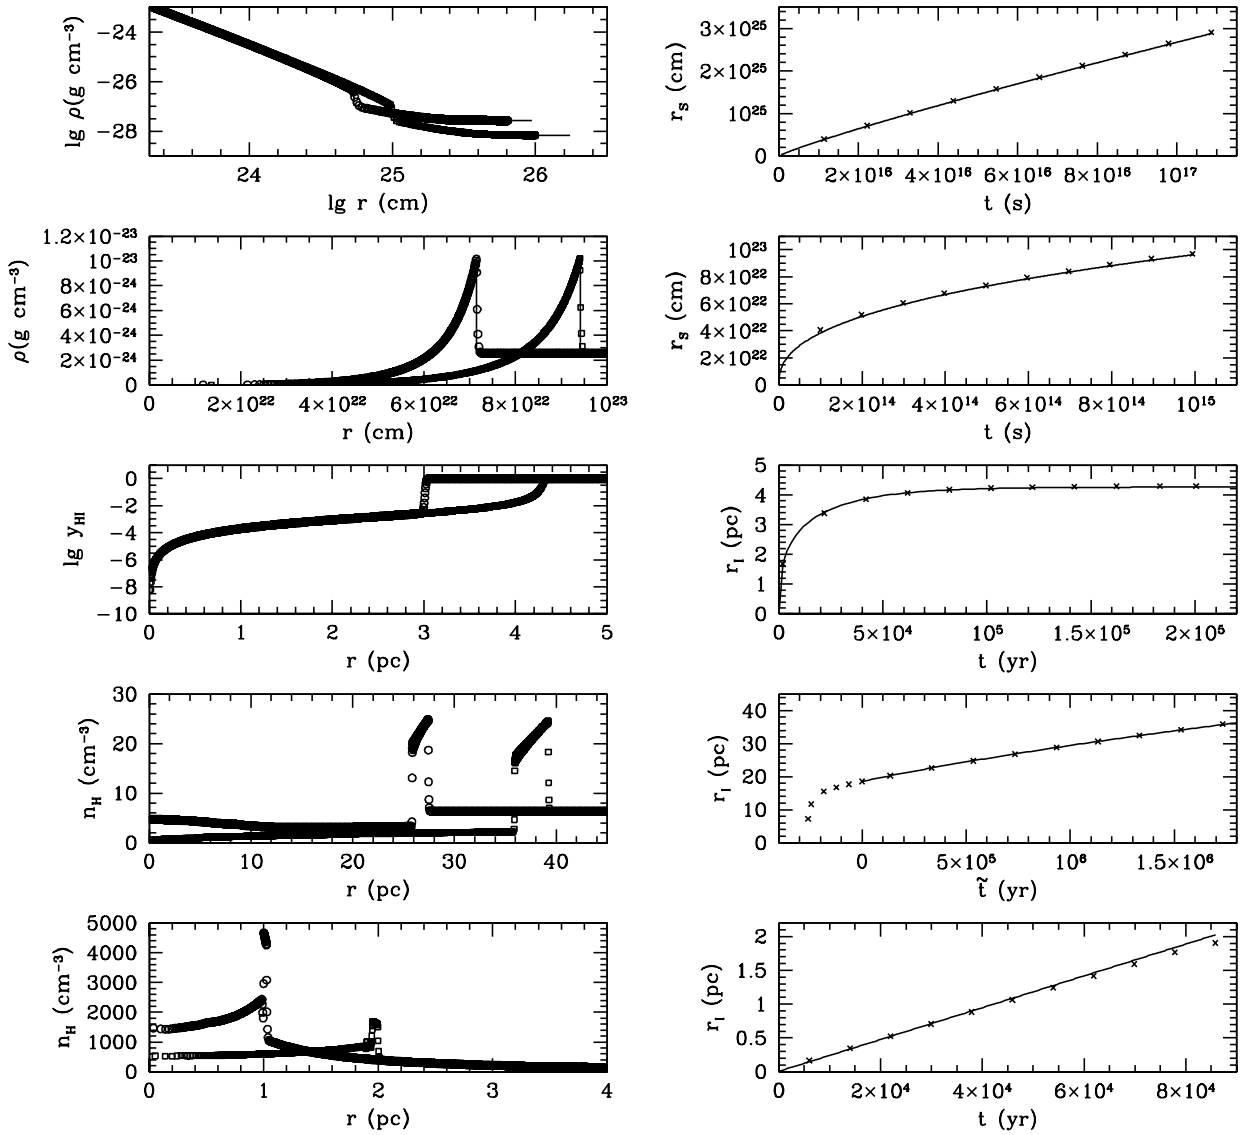 lg ρ(g cm⁻³)
−24
−26
−28
24 25 26
lg r (cm)
rₛ (cm)
3×10²⁵
2×10²⁵
10²⁵
0
0 2×10¹⁶ 4×10¹⁶ 6×10¹⁶ 8×10¹⁶ 10¹⁷
t (s)
ρ(g cm⁻³)
1.2×10⁻²³
10⁻²³
8×10⁻²⁴
6×10⁻²⁴
4×10⁻²⁴
2×10⁻²⁴
0
0 2×10²² 4×10²² 6×10²² 8×10²² 10²³
r (cm)
rₛ (cm)
10²³
8×10²²
6×10²²
4×10²²
2×10²²
0
0 2×10¹⁴ 4×10¹⁴ 6×10¹⁴ 8×10¹⁴ 10¹⁵
t (s)
lg y_HI
0
−2
−4
−6
−8
−10
0 1 2 3 4 5
r (pc)
r_I (pc)
5
4
3
2
1
0
0 5×10⁴ 10⁵ 1.5×10⁵ 2×10⁵
t (yr)
n_H (cm⁻³)
30
20
10
0
0 10 20 30 40
r (pc)
r_I (pc)
40
30
20
10
0
0 5×10⁵ 10⁶ 1.5×10⁶
t̃ (yr)
n_H (cm⁻³)
5000
4000
3000
2000
1000
0
0 1 2 3 4
r (pc)
r_I (pc)
2
1.5
1
0.5
0
0 2×10⁴ 4×10⁴ 6×10⁴ 8×10⁴
t (yr)